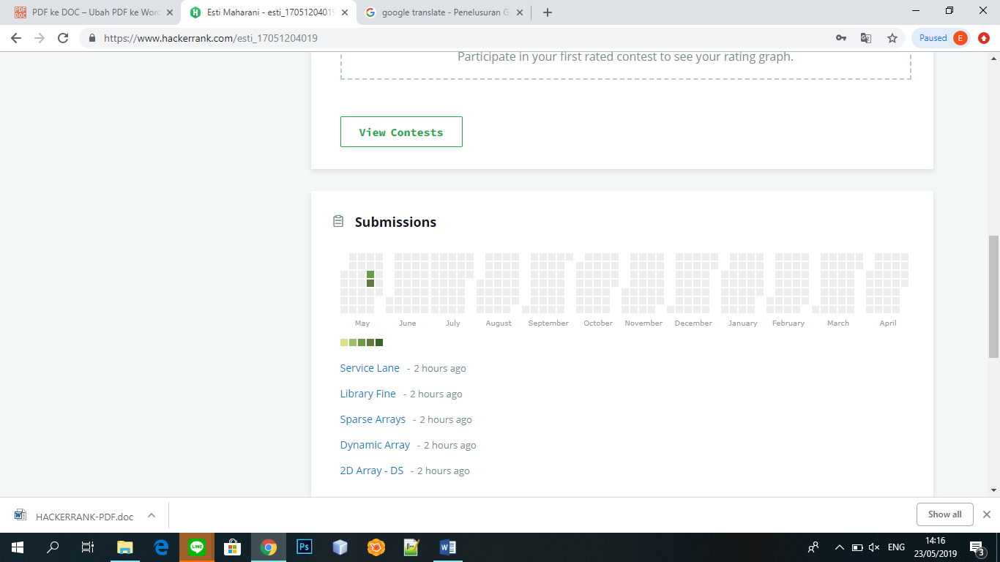 PDF ke DOC – Ubah PDF ke Wor
Esti Maharani - esti_17051204019
google translate - Penelusuran G
https://www.hackerrank.com/esti_17051204019
Paused
E
Participate in your first rated contest to see your rating graph.
View Contests
Submissions
May June July August September October November December January February March April
Service Lane - 2 hours ago
Library Fine - 2 hours ago
Sparse Arrays - 2 hours ago
Dynamic Array - 2 hours ago
2D Array - DS - 2 hours ago
HACKERRANK-PDF.doc
Show all
LINE
Ps
ENG
14:16
23/05/2019
3